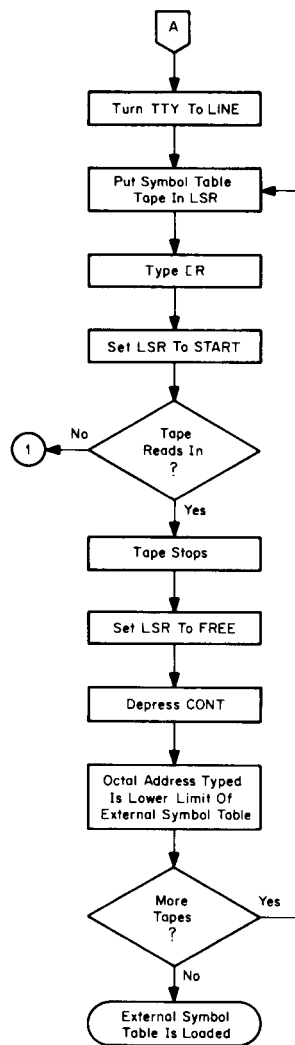 A
Turn TTY To LINE
Put Symbol Table
Tape In LSR
Type [R
Set LSR To START
Tape
Reads In
?
No
1
Yes
Tape Stops
Set LSR To FREE
Depress CONT
Octal Address Typed
Is Lower Limit Of
External Symbol Table
More
Tapes
?
Yes
No
External Symbol
Table Is Loaded